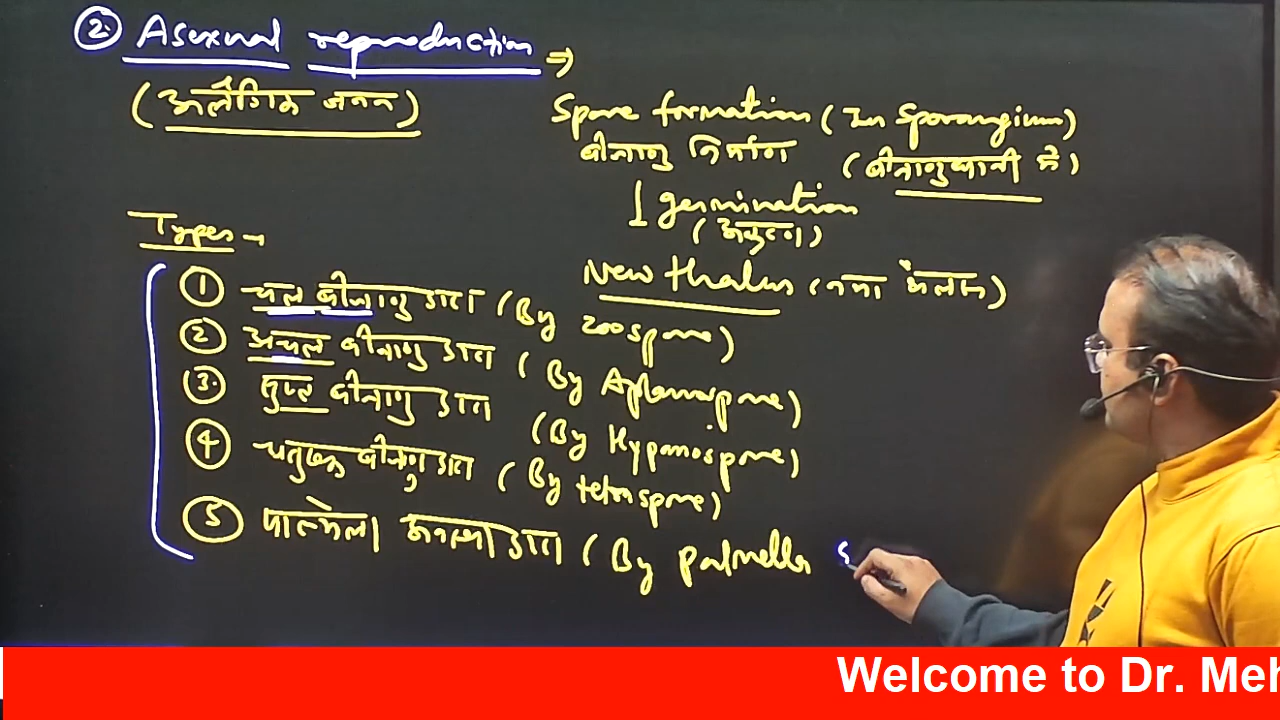 ② Asexual reproduction ⇒
(अलैंगिक जनन)
Spore formation (In Sporangium)
बीजाणु निर्माण (बीजाणुधानी में)
↓ germination
(अंकुरण)
New thallus (नया थैलस)
Types →
① चल बीजाणु द्वारा (By zoospore)
② अचल बीजाणु द्वारा (By Aplanospore)
③ सुप्त बीजाणु द्वारा (By Hypnospore)
④ चतुष्क बीजाणु द्वारा (By tetraspore)
⑤ पाल्मेला अवस्था द्वारा (By palmella s
Welcome to Dr. Meh